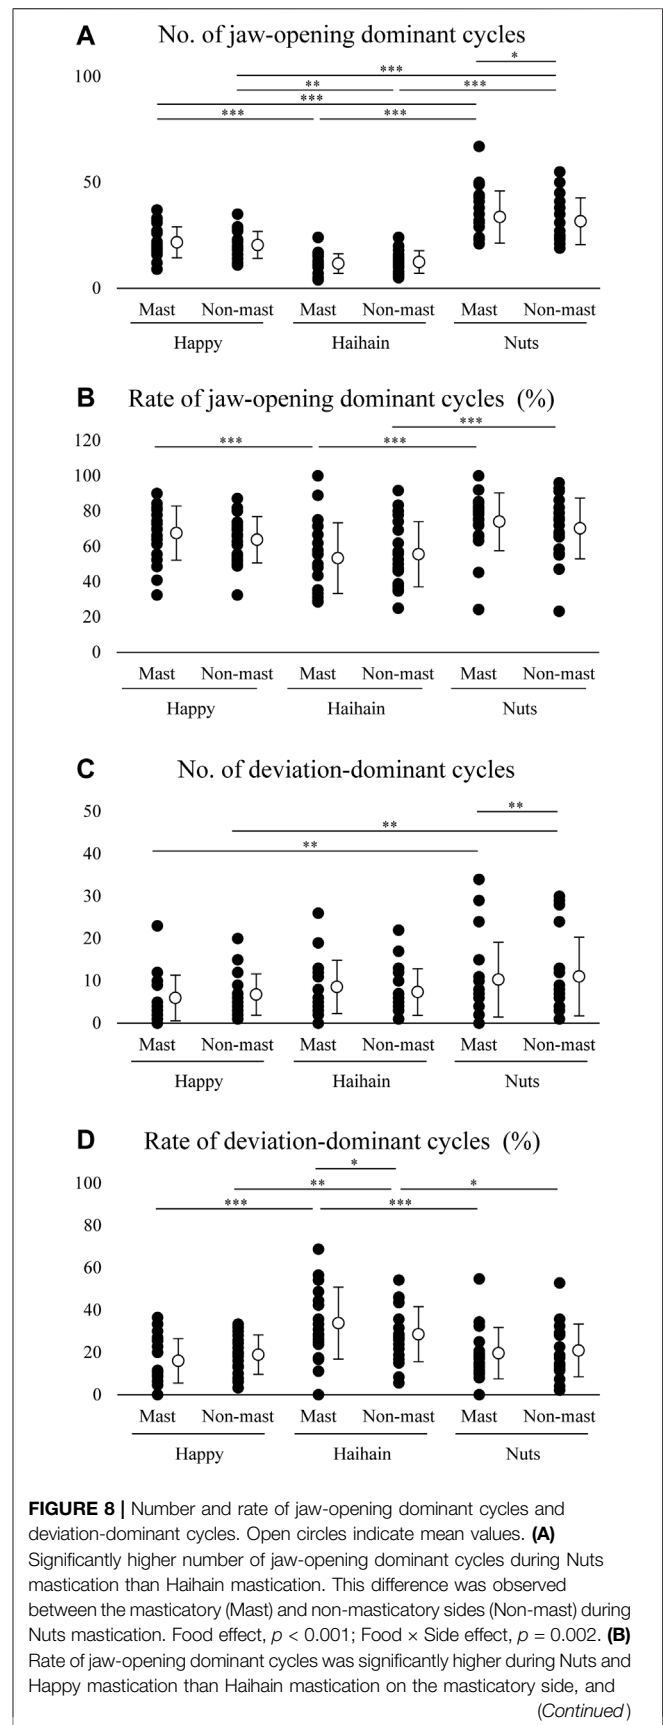 A No. of jaw-opening dominant cycles
*
***
** ***
***
*** ***
100
50
0
Mast Non-mast Mast Non-mast Mast Non-mast
Happy Haihain Nuts
B Rate of jaw-opening dominant cycles (%)
***
*** ***
120
100
80
60
40
20
0
Mast Non-mast Mast Non-mast Mast Non-mast
Happy Haihain Nuts
C No. of deviation-dominant cycles
**
**
**
50
40
30
20
10
0
Mast Non-mast Mast Non-mast Mast Non-mast
Happy Haihain Nuts
D Rate of deviation-dominant cycles (%)
*
** *
*** ***
100
80
60
40
20
0
Mast Non-mast Mast Non-mast Mast Non-mast
Happy Haihain Nuts
FIGURE 8 | Number and rate of jaw-opening dominant cycles and
deviation-dominant cycles. Open circles indicate mean values. (A)
Significantly higher number of jaw-opening dominant cycles during Nuts
mastication than Haihain mastication. This difference was observed
between the masticatory (Mast) and non-masticatory sides (Non-mast) during
Nuts mastication. Food effect, p < 0.001; Food × Side effect, p = 0.002. (B)
Rate of jaw-opening dominant cycles was significantly higher during Nuts and
Happy mastication than Haihain mastication on the masticatory side, and
(Continued)